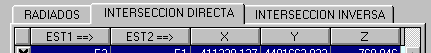 RADIADOS INTERSECCION DIRECTA INTERSECCION INVERSA
EST1 ==> EST2 ==> X Y Z